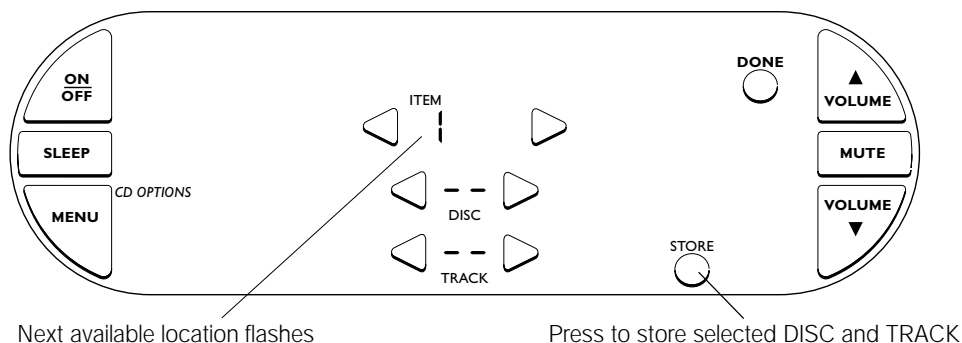 ON
OFF
SLEEP
MENU
CD OPTIONS
ITEM
1
-- DISC
-- TRACK
DONE
STORE
▲
VOLUME
MUTE
VOLUME
▼
Next available location flashes
Press to store selected DISC and TRACK